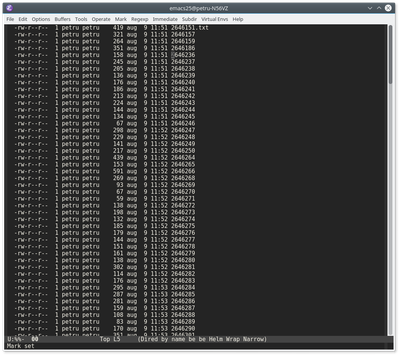 emacs25@petru-N56VZ
File Edit Options Buffers Tools Operate Mark Regexp Immediate Subdir Virtual Envs Help
-rw-r--r-- 1 petru petru 419 aug 9 11:51 2646151.txt
-rw-r--r-- 1 petru petru 321 aug 9 11:51 2646157
-rw-r--r-- 1 petru petru 264 aug 9 11:51 2646159
-rw-r--r-- 1 petru petru 351 aug 9 11:51 2646186
-rw-r--r-- 1 petru petru 158 aug 9 11:51 2646236
-rw-r--r-- 1 petru petru 245 aug 9 11:51 2646237
-rw-r--r-- 1 petru petru 205 aug 9 11:51 2646238
-rw-r--r-- 1 petru petru 136 aug 9 11:51 2646239
-rw-r--r-- 1 petru petru 176 aug 9 11:51 2646240
-rw-r--r-- 1 petru petru 186 aug 9 11:51 2646241
-rw-r--r-- 1 petru petru 213 aug 9 11:51 2646242
-rw-r--r-- 1 petru petru 224 aug 9 11:51 2646243
-rw-r--r-- 1 petru petru 144 aug 9 11:51 2646244
-rw-r--r-- 1 petru petru 134 aug 9 11:51 2646245
-rw-r--r-- 1 petru petru 67 aug 9 11:51 2646246
-rw-r--r-- 1 petru petru 298 aug 9 11:52 2646247
-rw-r--r-- 1 petru petru 229 aug 9 11:52 2646248
-rw-r--r-- 1 petru petru 141 aug 9 11:52 2646249
-rw-r--r-- 1 petru petru 217 aug 9 11:52 2646250
-rw-r--r-- 1 petru petru 439 aug 9 11:52 2646264
-rw-r--r-- 1 petru petru 153 aug 9 11:52 2646265
-rw-r--r-- 1 petru petru 591 aug 9 11:52 2646266
-rw-r--r-- 1 petru petru 269 aug 9 11:52 2646268
-rw-r--r-- 1 petru petru 93 aug 9 11:52 2646269
-rw-r--r-- 1 petru petru 67 aug 9 11:52 2646270
-rw-r--r-- 1 petru petru 59 aug 9 11:52 2646271
-rw-r--r-- 1 petru petru 138 aug 9 11:52 2646272
-rw-r--r-- 1 petru petru 198 aug 9 11:52 2646273
-rw-r--r-- 1 petru petru 132 aug 9 11:52 2646274
-rw-r--r-- 1 petru petru 185 aug 9 11:52 2646275
-rw-r--r-- 1 petru petru 179 aug 9 11:52 2646276
-rw-r--r-- 1 petru petru 144 aug 9 11:52 2646277
-rw-r--r-- 1 petru petru 151 aug 9 11:52 2646278
-rw-r--r-- 1 petru petru 161 aug 9 11:52 2646279
-rw-r--r-- 1 petru petru 138 aug 9 11:52 2646280
-rw-r--r-- 1 petru petru 302 aug 9 11:52 2646281
-rw-r--r-- 1 petru petru 114 aug 9 11:52 2646282
-rw-r--r-- 1 petru petru 176 aug 9 11:52 2646283
-rw-r--r-- 1 petru petru 295 aug 9 11:53 2646284
-rw-r--r-- 1 petru petru 287 aug 9 11:53 2646285
-rw-r--r-- 1 petru petru 281 aug 9 11:53 2646286
-rw-r--r-- 1 petru petru 159 aug 9 11:53 2646287
-rw-r--r-- 1 petru petru 108 aug 9 11:53 2646288
-rw-r--r-- 1 petru petru 83 aug 9 11:53 2646289
-rw-r--r-- 1 petru petru 170 aug 9 11:53 2646290
U:%%- 00 Top L5 (Dired by name be be Helm Wrap Narrow)
Mark set